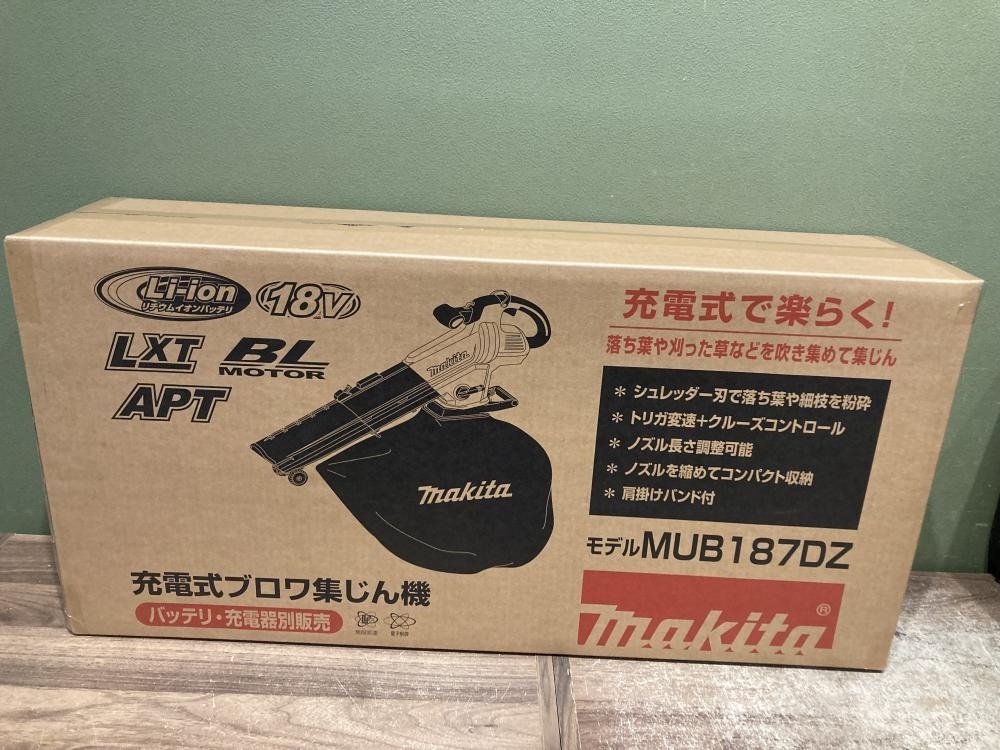 Li-ion
リチウムイオンバッテリ
18V
LXT
BL
MOTOR
APT
makita
makita
充電式ブロワ集じん機
バッテリ・充電器別販売
充電式で楽らく!
落ち葉や刈った草などを吹き集めて集じん
* シュレッダー刃で落ち葉や細枝を粉砕
* トリガ変速+クルーズコントロール
* ノズル長さ調整可能
* ノズルを縮めてコンパクト収納
* 肩掛けバンド付
モデルMUB187DZ
makita®